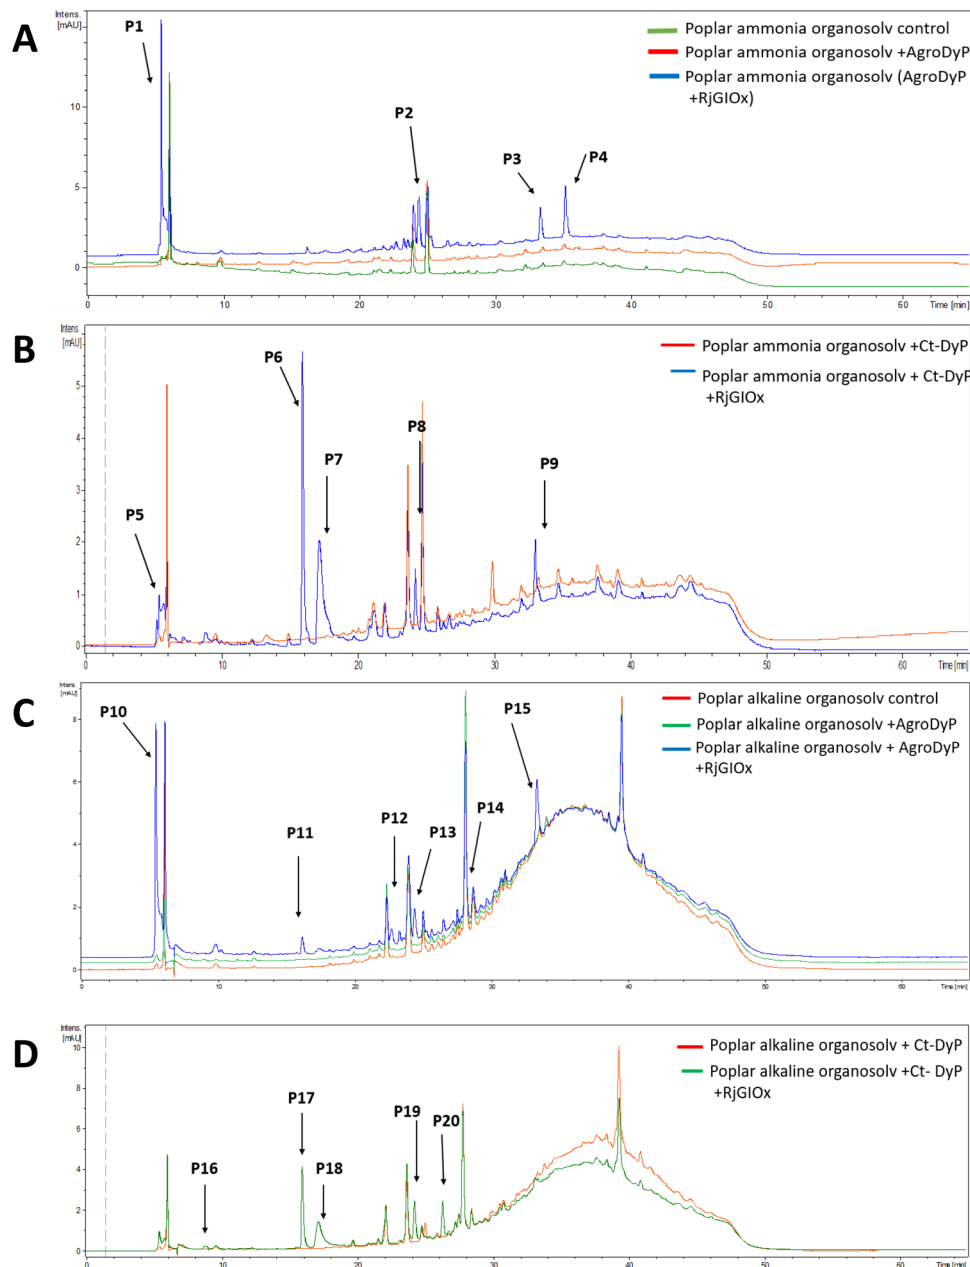 A
Intens.
[mAU]
Poplar ammonia organosolv control
Poplar ammonia organosolv +AgroDyP
Poplar ammonia organosolv (AgroDyP
+RjGlOx)
P1
P2
P3
P4
10
5
0
0 10 20 30 40 50 60 Time [min]
B
Intens.
[mAU]
Poplar ammonia organosolv +Ct-DyP
Poplar ammonia organosolv + Ct-DyP
+RjGlOx
P5
P6
P7
P8
P9
5
4
3
2
1
0
0 10 20 30 40 50 60 Time [min]
C
Intens.
[mAU]
Poplar alkaline organosolv control
Poplar alkaline organosolv +AgroDyP
Poplar alkaline organosolv + AgroDyP
+RjGlOx
P10
P11
P12
P13
P14
P15
8
6
4
2
0
0 10 20 30 40 50 60 Time [min]
D
Intens.
[mAU]
Poplar alkaline organosolv + Ct-DyP
Poplar alkaline organosolv +Ct- DyP
+RjGlOx
P16
P17
P18
P19
P20
10
8
6
4
2
0
0 10 20 30 40 50 60 Time [min]